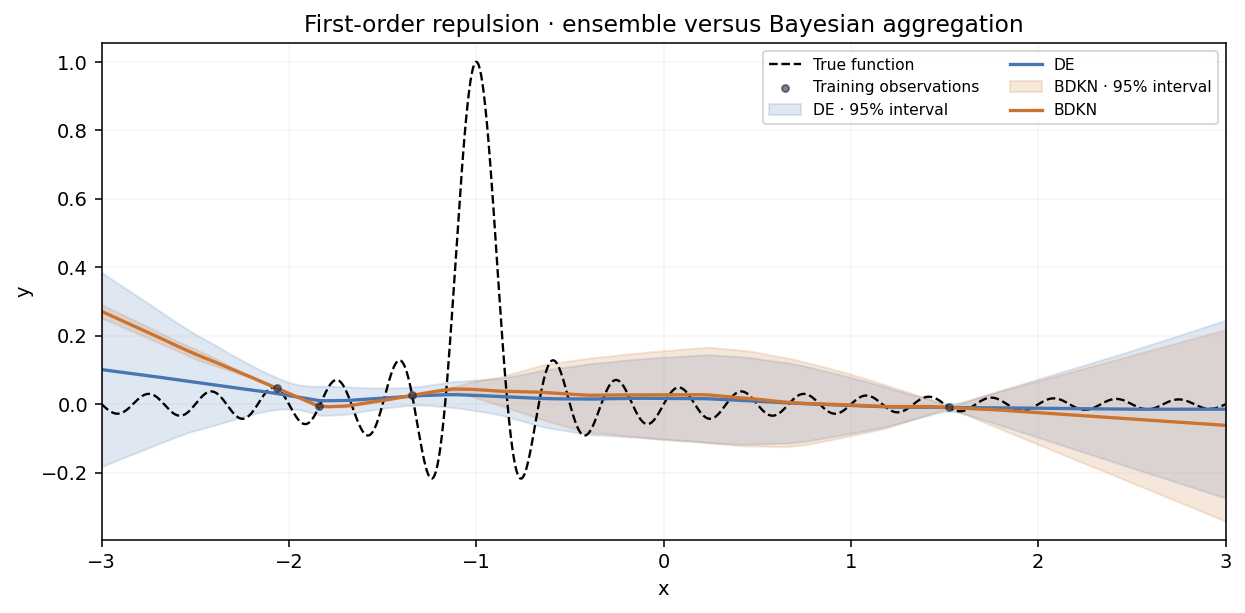 First-order repulsion · ensemble versus Bayesian aggregation
True function
Training observations
DE · 95% interval
DE
BDKN · 95% interval
BDKN
1.0
0.8
0.6
0.4
0.2
0.0
−0.2
y
−3
−2
−1
0
1
2
3
x